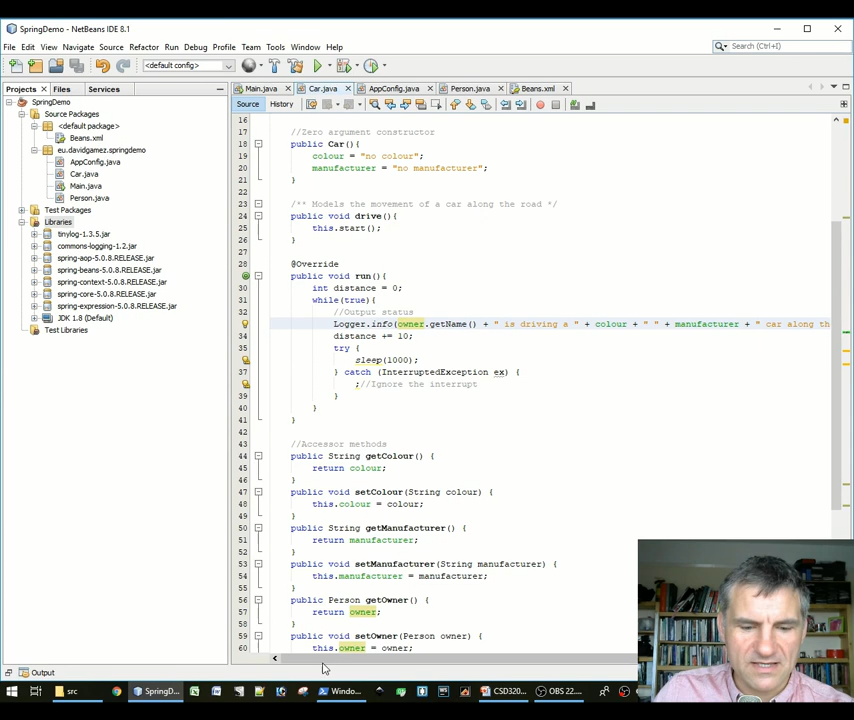 SpringDemo - NetBeans IDE 8.1
File Edit View Navigate Source Refactor Run Debug Profile Team Tools Window Help
Search (Ctrl+I)
<default config>
Projects Files Services
Main.java Car.java AppConfig.java Person.java Beans.xml
Source History
SpringDemo
Source Packages
<default package>
Beans.xml
eu.davidgamez.springdemo
AppConfig.java
Car.java
Main.java
Person.java
Test Packages
Libraries
tinylog-1.3.5.jar
commons-logging-1.2.jar
spring-aop-5.0.8.RELEASE.jar
spring-beans-5.0.8.RELEASE.jar
spring-context-5.0.8.RELEASE.jar
spring-core-5.0.8.RELEASE.jar
spring-expression-5.0.8.RELEASE.jar
JDK 1.8 (Default)
Test Libraries
16
17 //Zero argument constructor
18 public Car(){
19 colour = "no colour";
20 manufacturer = "no manufacturer";
21 }
22
23 /** Models the movement of a car along the road */
24 public void drive(){
25 this.start();
26 }
27
28 @Override
public void run(){
30 int distance = 0;
31 while(true){
32 //Output status
Logger.info(owner.getName() + " is driving a " + colour + " " + manufacturer + " car along th
34 distance += 10;
35 try {
sleep(1000);
37 } catch (InterruptedException ex) {
;//Ignore the interrupt
39 }
40 }
41 }
42
43 //Accessor methods
44 public String getColour() {
45 return colour;
46 }
47 public void setColour(String colour) {
48 this.colour = colour;
49 }
50 public String getManufacturer() {
51 return manufacturer;
52 }
53 public void setManufacturer(String manufacturer) {
54 this.manufacturer = manufacturer;
55 }
56 public Person getOwner() {
57 return owner;
58 }
59 public void setOwner(Person owner) {
60 this.owner = owner;
Output
src SpringD... Windo... CSD320... OBS 22....